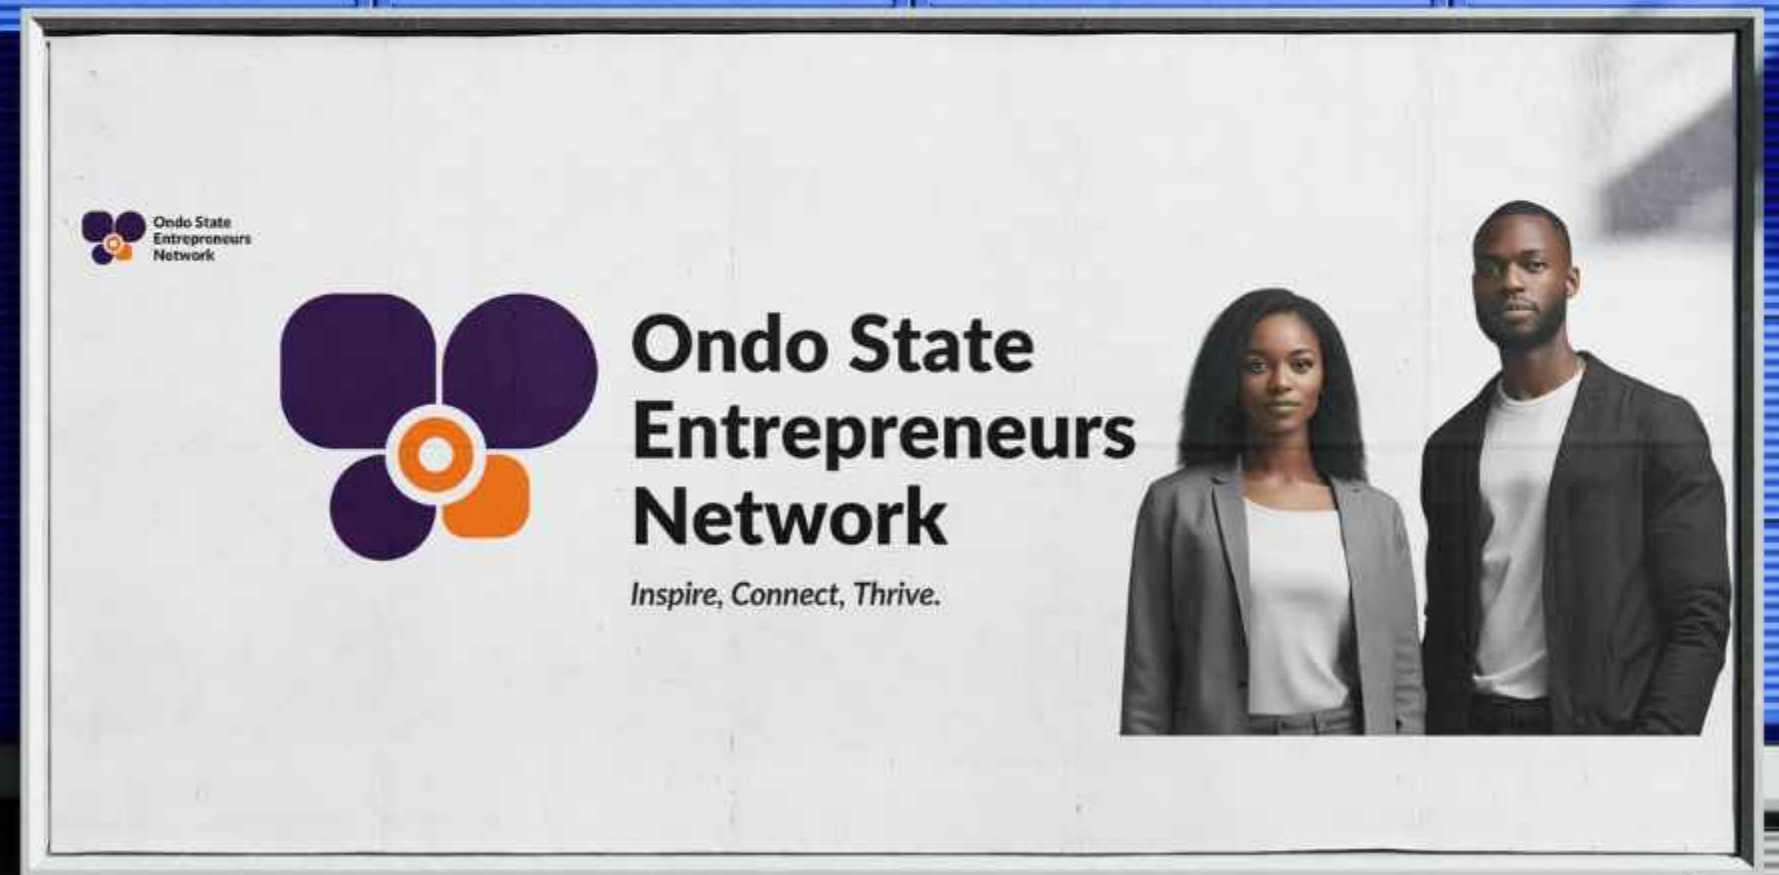 Ondo State
Entrepreneurs
Network
Ondo State
Entrepreneurs
Network
Inspire, Connect, Thrive.